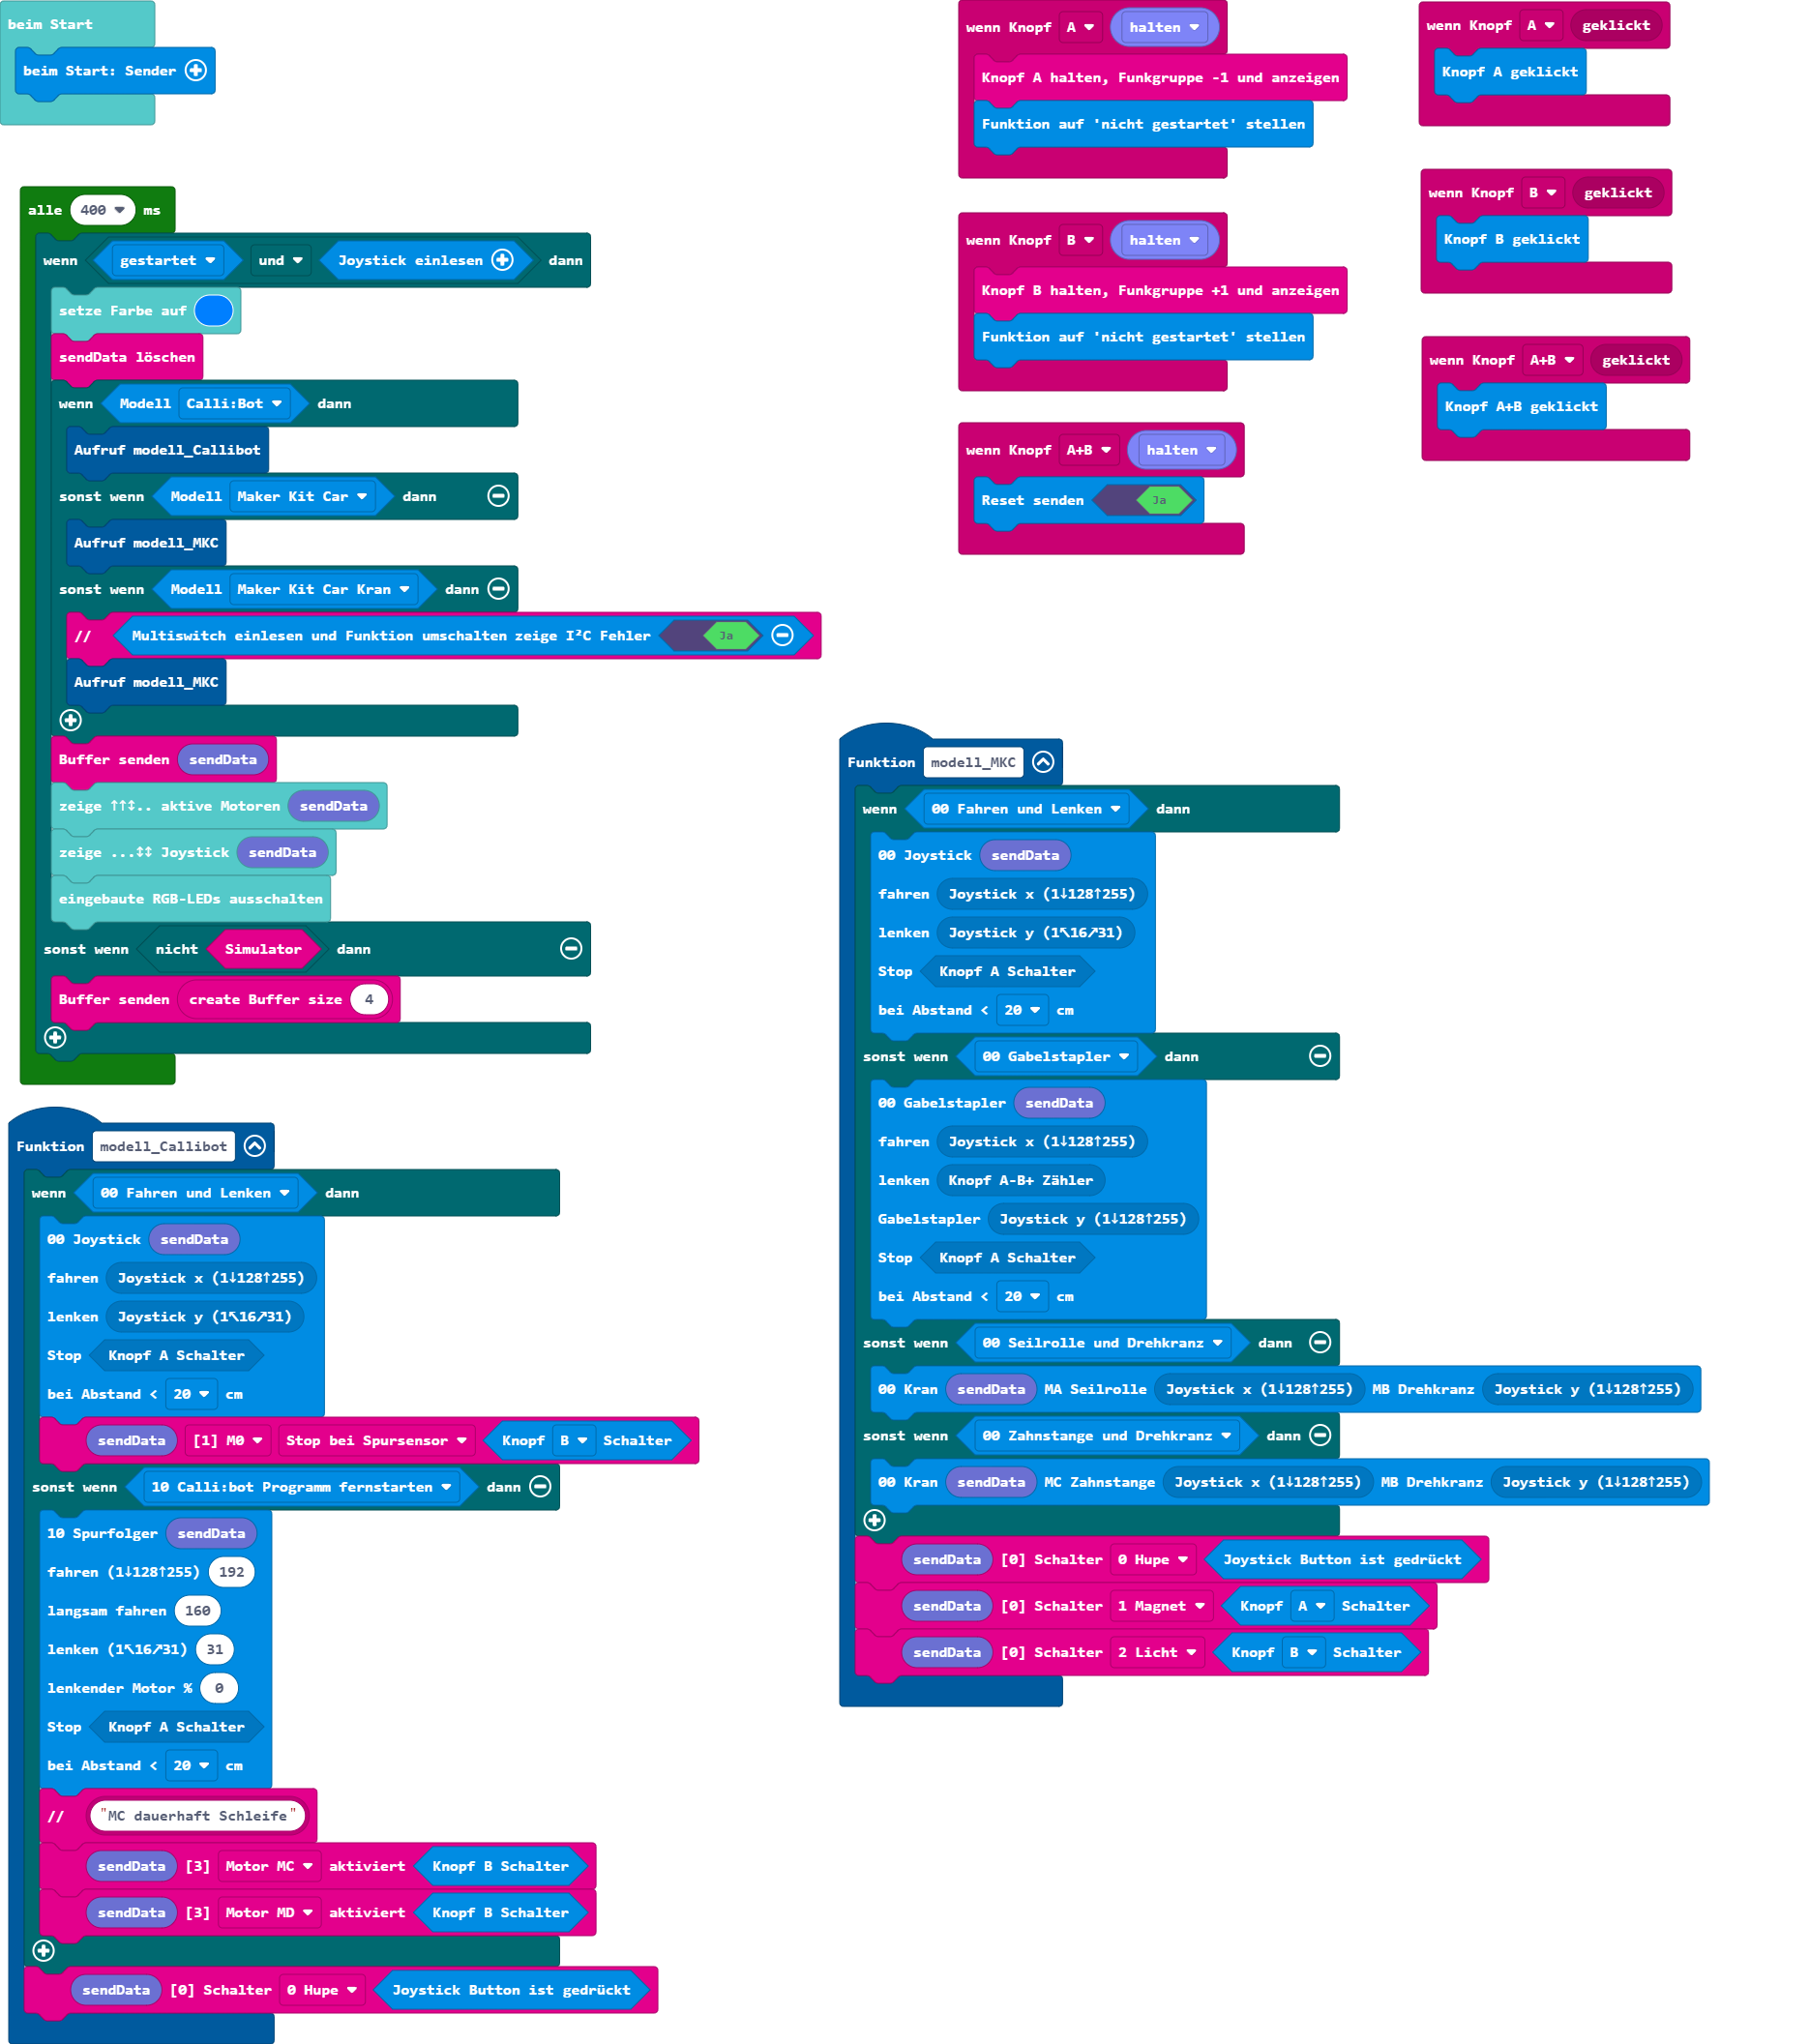 beim Start
beim Start: Sender
alle 400 ms
wenn gestartet und Joystick einlesen dann
setze Farbe auf
sendData löschen
wenn Modell Calli:Bot dann
Aufruf modell_Callibot
sonst wenn Modell Maker Kit Car dann
Aufruf modell_MKC
sonst wenn Modell Maker Kit Car Kran dann
// Multiswitch einlesen und Funktion umschalten zeige I²C Fehler Ja
Aufruf modell_MKC
Buffer senden sendData
zeige ↑↑↕.. aktive Motoren sendData
zeige ...↕↕ Joystick sendData
eingebaute RGB-LEDs ausschalten
sonst wenn nicht Simulator dann
Buffer senden create Buffer size 4
Funktion modell_Callibot
wenn 00 Fahren und Lenken dann
00 Joystick sendData
fahren Joystick x (1↓128↑255)
lenken Joystick y (1↖16↗31)
Stop Knopf A Schalter
bei Abstand < 20 cm
sendData [1] M0 Stop bei Spursensor Knopf B Schalter
sonst wenn 10 Calli:bot Programm fernstarten dann
10 Spurfolger sendData
fahren (1↓128↑255) 192
langsam fahren 160
lenken (1↖16↗31) 31
lenkender Motor % 0
Stop Knopf A Schalter
bei Abstand < 20 cm
// "MC dauerhaft Schleife"
sendData [3] Motor MC aktiviert Knopf B Schalter
sendData [3] Motor MD aktiviert Knopf B Schalter
sendData [0] Schalter 0 Hupe Joystick Button ist gedrückt
wenn Knopf A halten
Knopf A halten, Funkgruppe -1 und anzeigen
Funktion auf 'nicht gestartet' stellen
wenn Knopf B halten
Knopf B halten, Funkgruppe +1 und anzeigen
Funktion auf 'nicht gestartet' stellen
wenn Knopf A+B halten
Reset senden Ja
wenn Knopf A geklickt
Knopf A geklickt
wenn Knopf B geklickt
Knopf B geklickt
wenn Knopf A+B geklickt
Knopf A+B geklickt
Funktion modell_MKC
wenn 00 Fahren und Lenken dann
00 Joystick sendData
fahren Joystick x (1↓128↑255)
lenken Joystick y (1↖16↗31)
Stop Knopf A Schalter
bei Abstand < 20 cm
sonst wenn 00 Gabelstapler dann
00 Gabelstapler sendData
fahren Joystick x (1↓128↑255)
lenken Knopf A-B+ Zähler
Gabelstapler Joystick y (1↓128↑255)
Stop Knopf A Schalter
bei Abstand < 20 cm
sonst wenn 00 Seilrolle und Drehkranz dann
00 Kran sendData MA Seilrolle Joystick x (1↓128↑255) MB Drehkranz Joystick y (1↓128↑255)
sonst wenn 00 Zahnstange und Drehkranz dann
00 Kran sendData MC Zahnstange Joystick x (1↓128↑255) MB Drehkranz Joystick y (1↓128↑255)
sendData [0] Schalter 0 Hupe Joystick Button ist gedrückt
sendData [0] Schalter 1 Magnet Knopf A Schalter
sendData [0] Schalter 2 Licht Knopf B Schalter